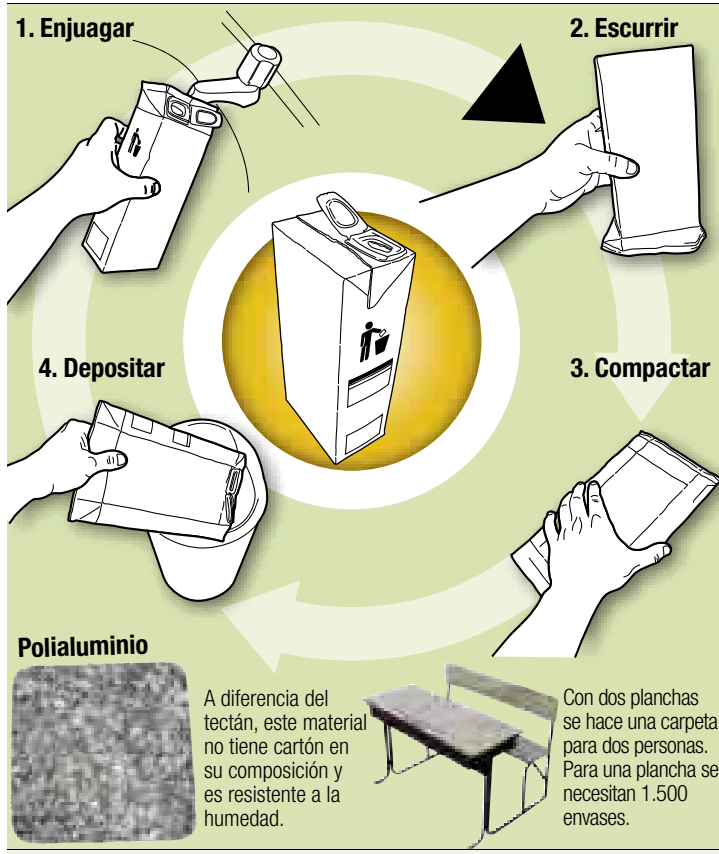 1. Enjuagar
2. Escurrir
3. Compactar
4. Depositar
Polialuminio
A diferencia del
tectán, este material
no tiene cartón en
su composición y
es resistente a la
humedad.
Con dos planchas
se hace una carpeta
para dos personas.
Para una plancha se
necesitan 1.500
envases.